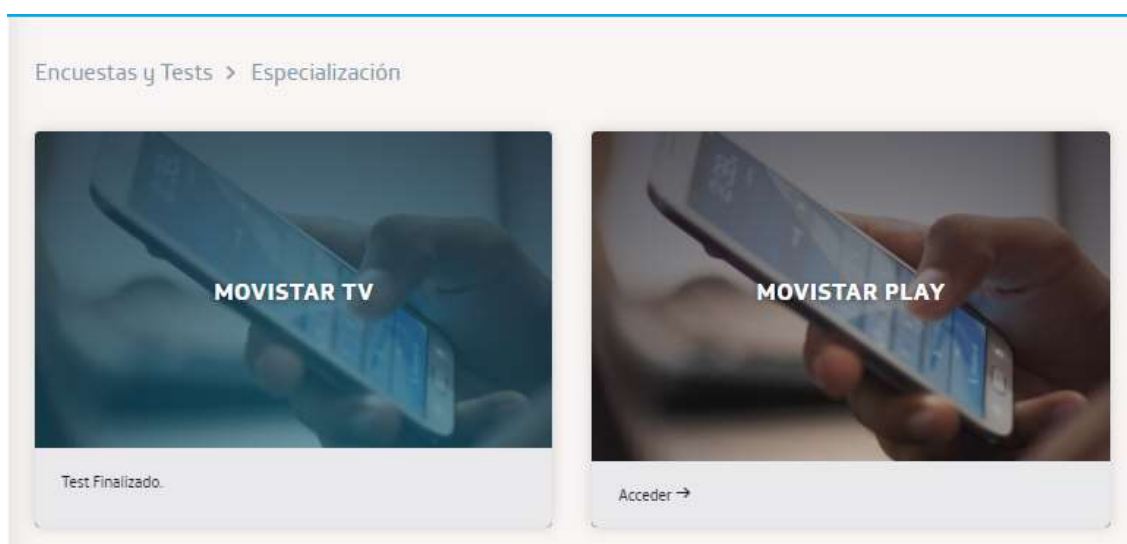 Encuestas y Tests > Especialización
MOVISTAR TV
MOVISTAR PLAY
Test Finalizado.
Acceder →